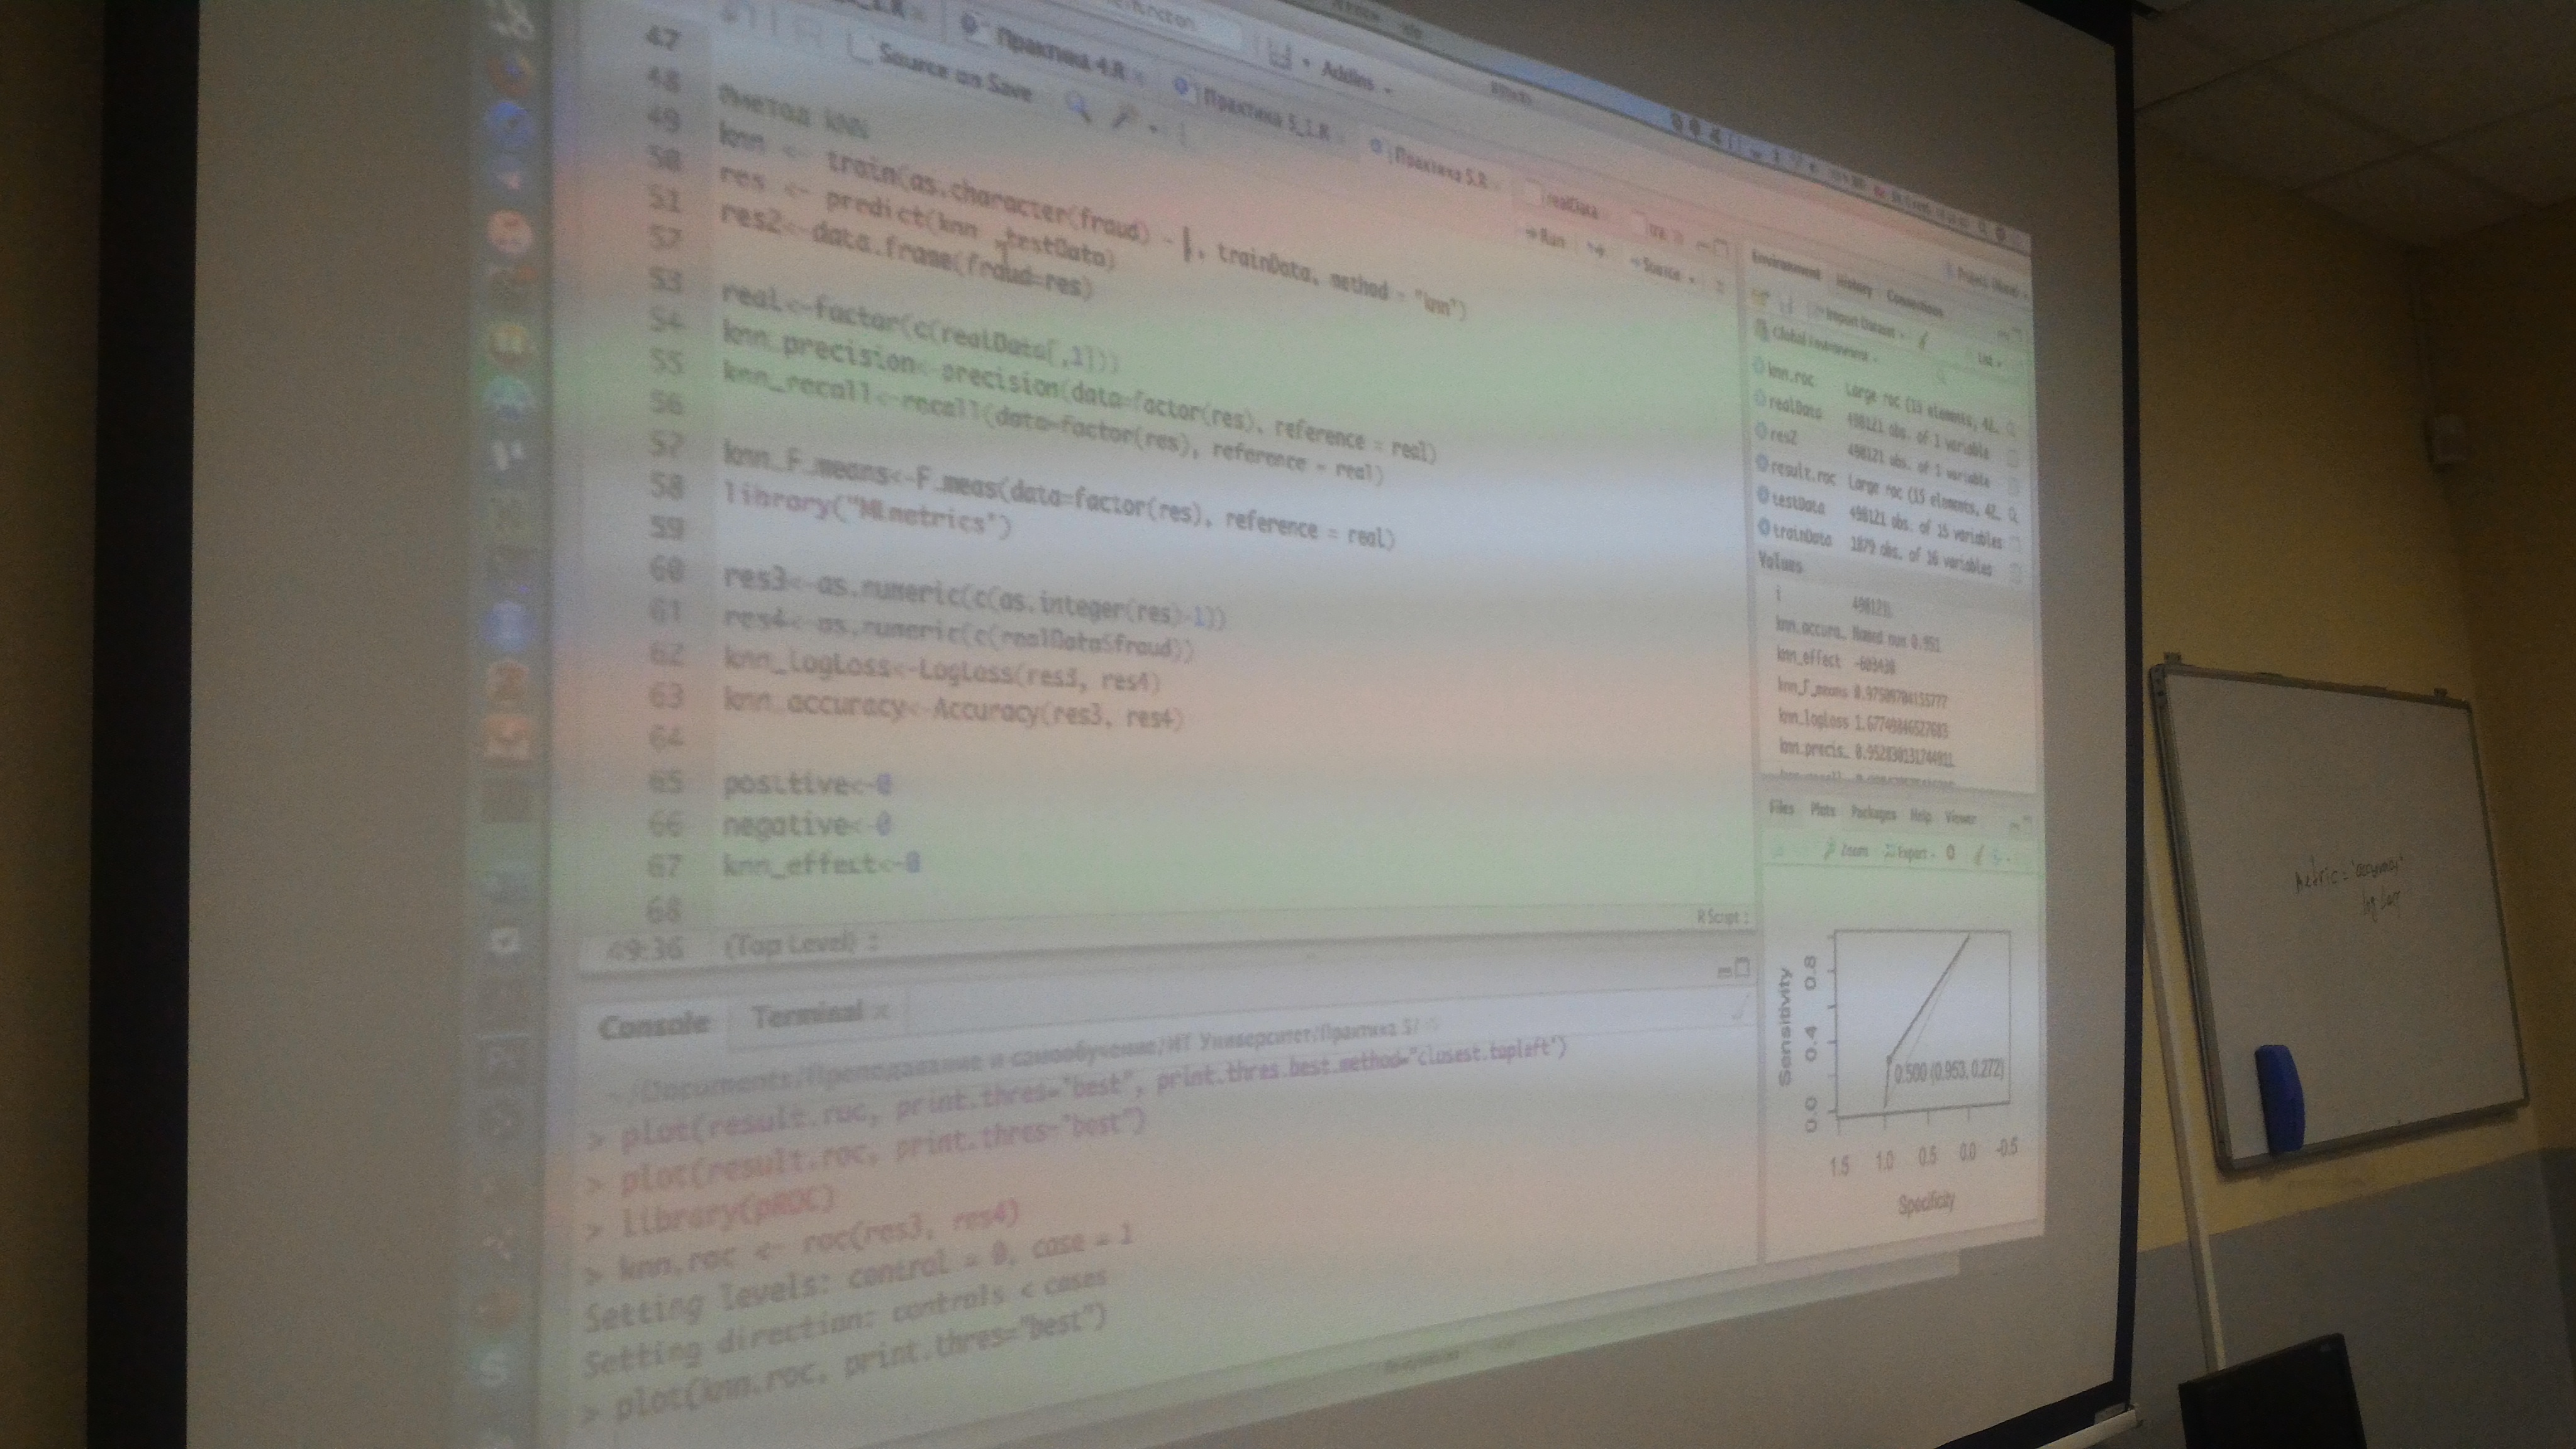 Практика 4.R
Практика 5_1.R
Практика 5.R
realData
Source on Save
Addins
Run
Source
47
48 #метод kNN
49 knn <- train(as.character(fraud) ~ ., trainData, method = "knn")
50 res <- predict(knn ,testData)
51 res2<-data.frame(fraud=res)
52
53 real<-factor(c(realData[,1]))
54 knn_precision<-precision(data=factor(res), reference = real)
55 knn_recall<-recall(data=factor(res), reference = real)
56
57 knn_F_means<-F_meas(data=factor(res), reference = real)
58 library("MLmetrics")
59
60 res3<-as.numeric(c(as.integer(res)-1))
61 res4<-as.numeric(c(realData$fraud))
62 knn_logLoss<-LogLoss(res3, res4)
63 knn_accuracy<-Accuracy(res3, res4)
64
65 positive<-0
66 negative<-0
67 knn_effect<-0
68
49:36 (Top Level)
R Script
Console Terminal
~/Documents/Преподавание и самообучение/ИТ Университет/Практика 5/
> plot(result.roc, print.thres="best", print.thres.best.method="closest.topleft")
> plot(result.roc, print.thres="best")
> library(pROC)
> knn.roc <- roc(res3, res4)
Setting levels: control = 0, case = 1
Setting direction: controls < cases
> plot(knn.roc, print.thres="best")
Environment History Connections
Import Dataset
List
Global Environment
knn.roc Large roc (15 elements, 42…
realData 498121 obs. of 1 variable
res2 498121 obs. of 1 variable
result.roc Large roc (15 elements, 42…
testData 498121 obs. of 15 variables
trainData 1879 obs. of 16 variables
Values
i 498121L
knn_accura… Named num 0.951
knn_effect
knn_F_means
knn_logLoss
knn_precis…
Files Plots Packages Help Viewer
Zoom Export
Sensitivity
0.0 0.4 0.8
0.500 (0.953, 0.272)
1.5 1.0 0.5 0.0 -0.5
Specificity
metric = "accuracy"